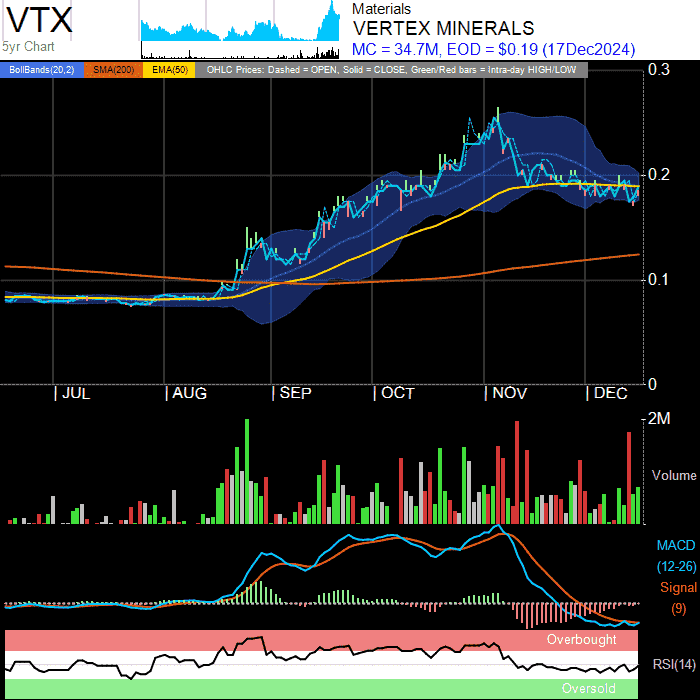 VTX
5yr Chart
Materials
VERTEX MINERALS
MC = 34.7M, EOD = $0.19 (17Dec2024)
BollBands(20,2) SMA(200) EMA(50) OHLC Prices: Dashed = OPEN, Solid = CLOSE, Green/Red bars = Intra-day HIGH/LOW
0.3
0.2
0.1
0
| JUL | AUG | SEP | OCT | NOV | DEC
2M
Volume
MACD
(12-26)
Signal
(9)
Overbought
RSI(14)
Oversold